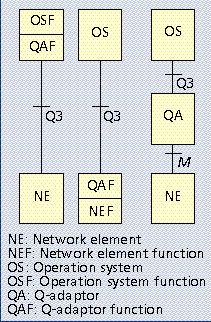 OSF OS OS
QAF
Q3
QA
Q3 Q3
M
QAF
NE NEF NE
NE: Network element
NEF: Network element function
OS: Operation system
OSF: Operation system function
QA: Q-adaptor
QAF: Q-adaptor function